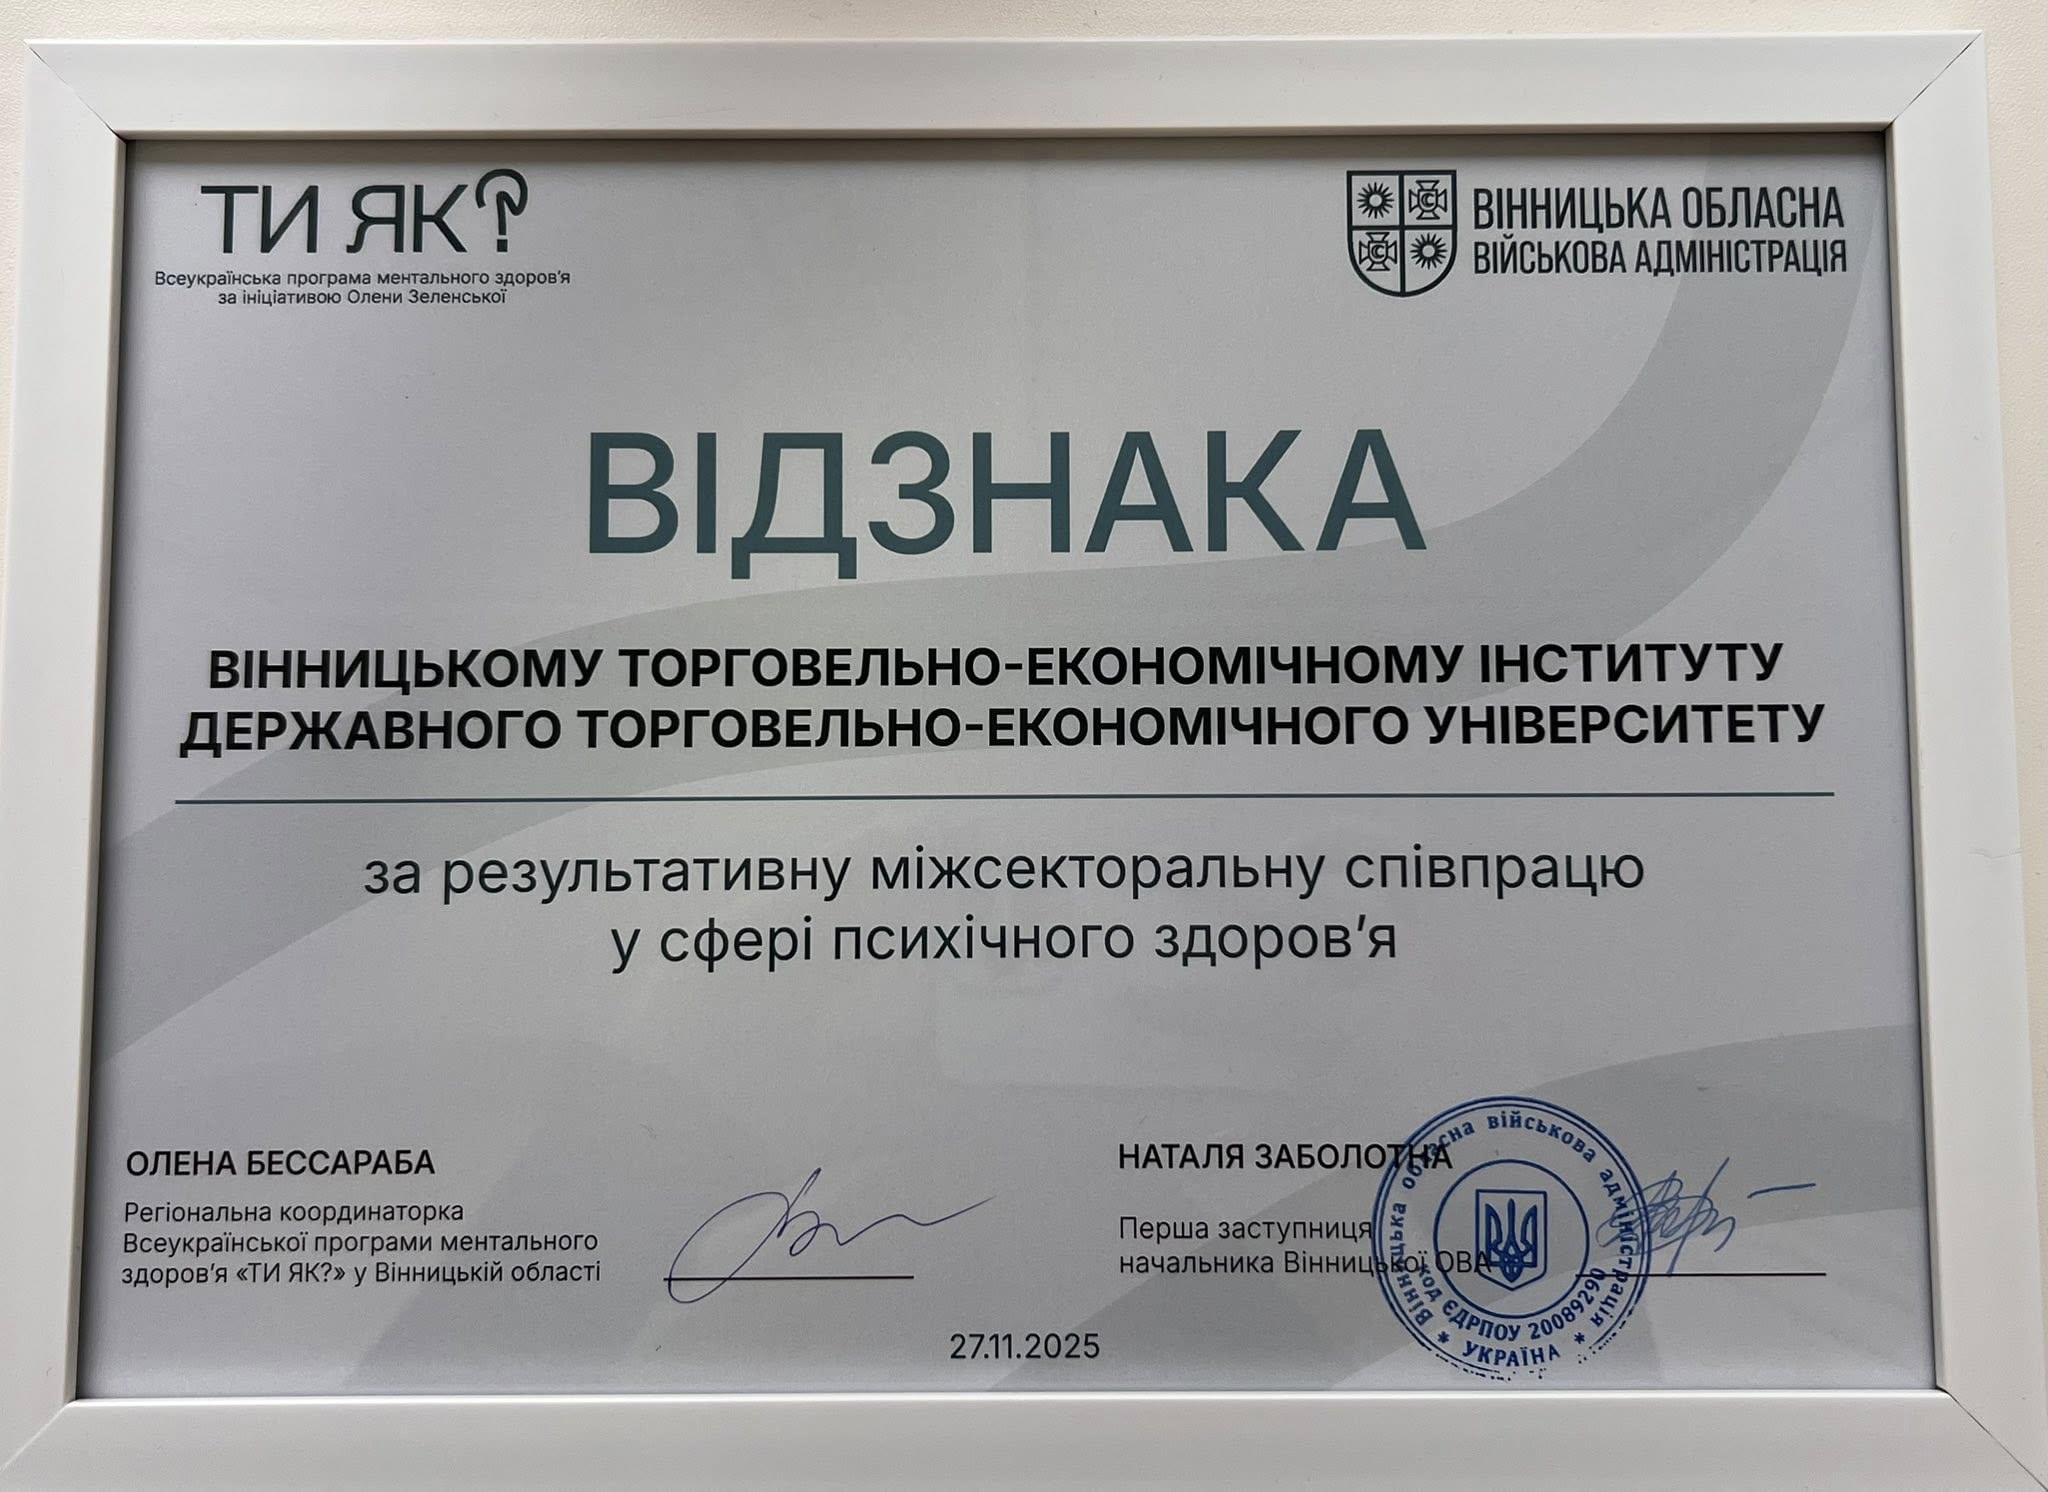 ТИ ЯК?
Всеукраїнська програма ментального здоров'я
за ініціативою Олени Зеленської
ВІННИЦЬКА ОБЛАСНА
ВІЙСЬКОВА АДМІНІСТРАЦІЯ
ВІДЗНАКА
ВІННИЦЬКОМУ ТОРГОВЕЛЬНО-ЕКОНОМІЧНОМУ ІНСТИТУТУ
ДЕРЖАВНОГО ТОРГОВЕЛЬНО-ЕКОНОМІЧНОГО УНІВЕРСИТЕТУ
за результативну міжсекторальну співпрацю
у сфері психічного здоров'я
ОЛЕНА БЕССАРАБА
Регіональна координаторка
Всеукраїнської програми ментального
здоров'я «ТИ ЯК?» у Вінницькій області
НАТАЛЯ ЗАБОЛОТНА
Перша заступниця
начальника Вінницької ОВА
Вінницька обласна військова адміністрація
* УКРАЇНА *
код ЄДРПОУ 20089290
27.11.2025